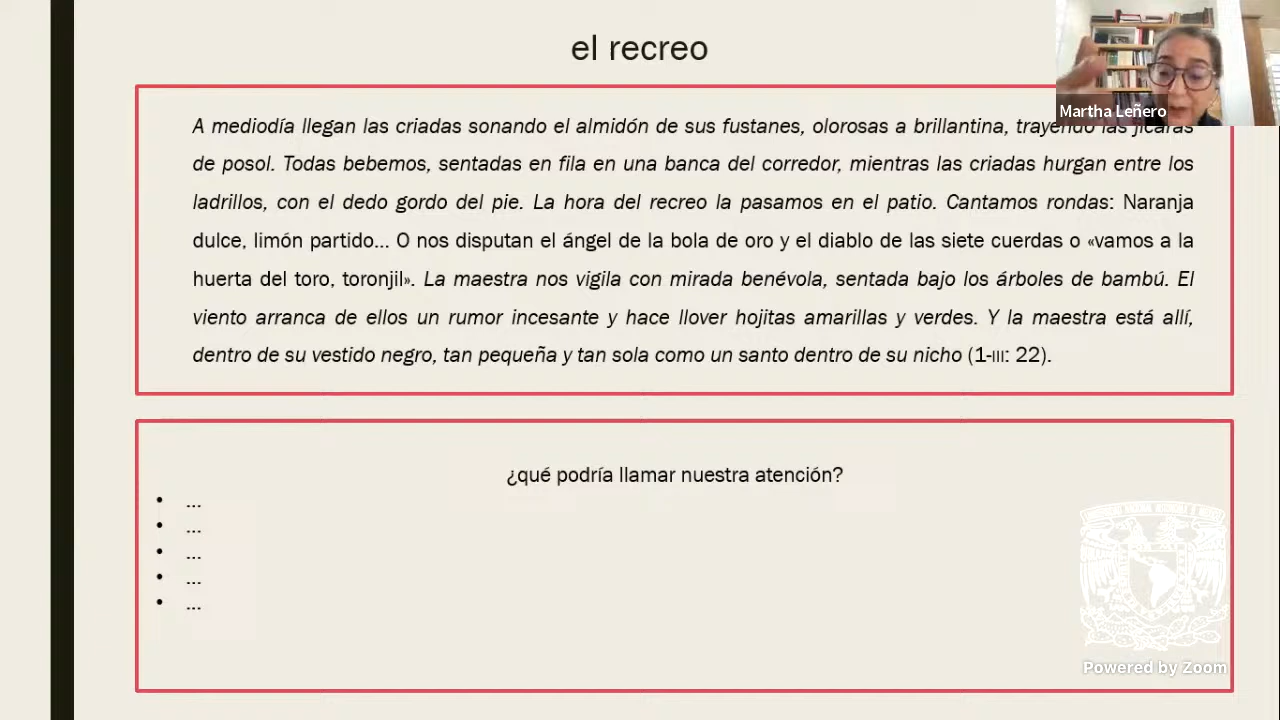 el recreo
Martha Leñero
A mediodía llegan las criadas sonando el almidón de sus fustanes, olorosas a brillantina, trayendo las jícaras
de posol. Todas bebemos, sentadas en fila en una banca del corredor, mientras las criadas hurgan entre los
ladrillos, con el dedo gordo del pie. La hora del recreo la pasamos en el patio. Cantamos rondas: Naranja
dulce, limón partido... O nos disputan el ángel de la bola de oro y el diablo de las siete cuerdas o «vamos a la
huerta del toro, toronjil». La maestra nos vigila con mirada benévola, sentada bajo los árboles de bambú. El
viento arranca de ellos un rumor incesante y hace llover hojitas amarillas y verdes. Y la maestra está allí,
dentro de su vestido negro, tan pequeña y tan sola como un santo dentro de su nicho (1-III: 22).
¿qué podría llamar nuestra atención?
• ...
• ...
• ...
• ...
• ...
Powered by Zoom